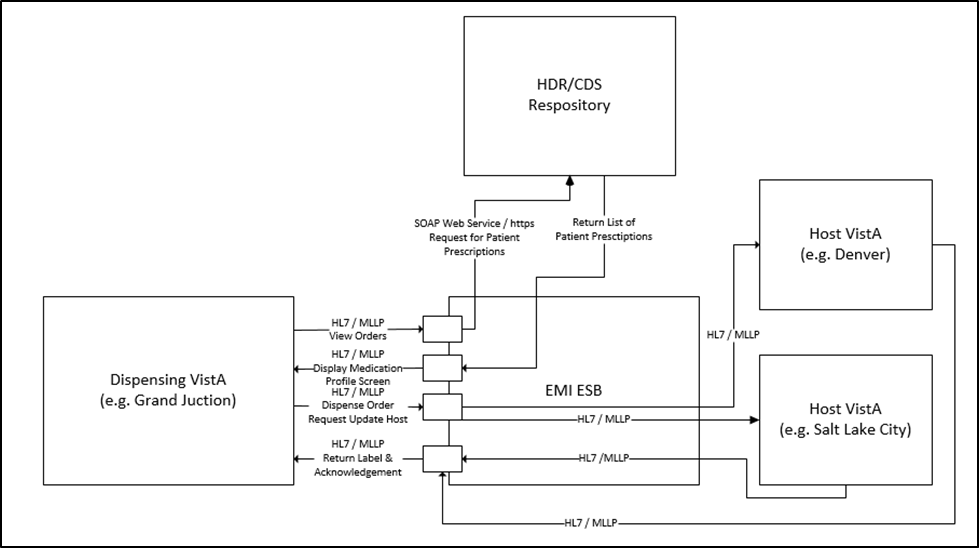 HDR/CDS
Respository
SOAP Web Service / https
Request for Patient
Prescriptions
Return List of
Patient Presctiptions
Host VistA
(e.g. Denver)
HL7 / MLLP
View Orders
HL7 / MLLP
Display Medication
Profile Screen
HL7 / MLLP
Dispense Order
Request Update Host
HL7 / MLLP
Return Label &
Acknowledgement
Dispensing VistA
(e.g. Grand Juction)
EMI ESB
HL7 / MLLP
HL7 / MLLP
Host VistA
(e.g. Salt Lake City)
HL7 /MLLP
HL7 / MLLP